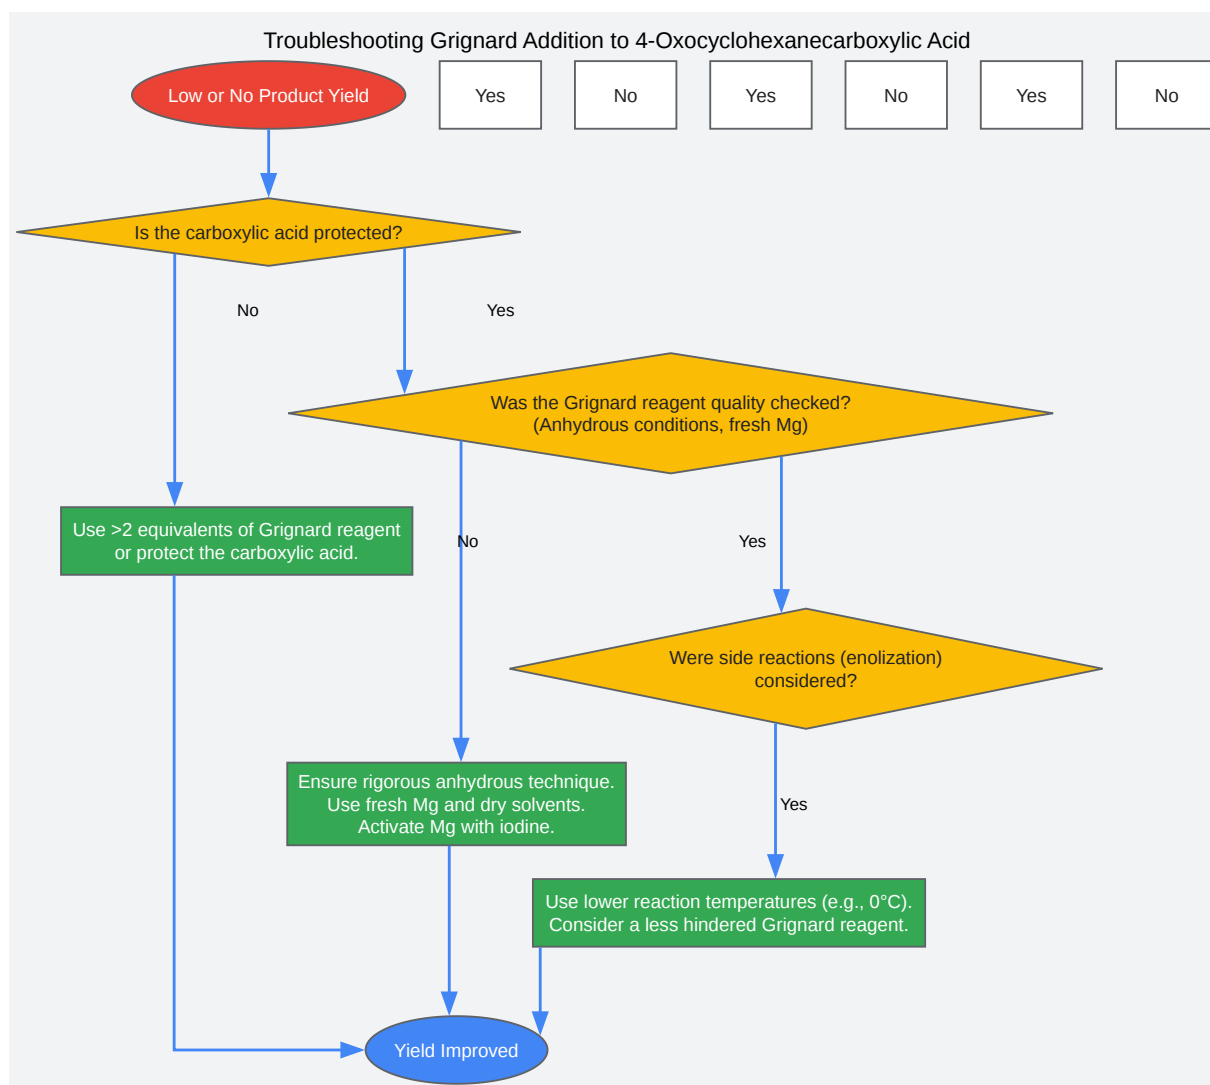 Troubleshooting Grignard Addition to 4-Oxocyclohexanecarboxylic Acid
Low or No Product Yield
Yes
No
Yes
No
Yes
No
Is the carboxylic acid protected?
No
Yes
Was the Grignard reagent quality checked?
(Anhydrous conditions, fresh Mg)
Use >2 equivalents of Grignard reagent
or protect the carboxylic acid.
No
Yes
Were side reactions (enolization)
considered?
Ensure rigorous anhydrous technique.
Use fresh Mg and dry solvents.
Activate Mg with iodine.
Yes
Use lower reaction temperatures (e.g., 0°C).
Consider a less hindered Grignard reagent.
Yield Improved